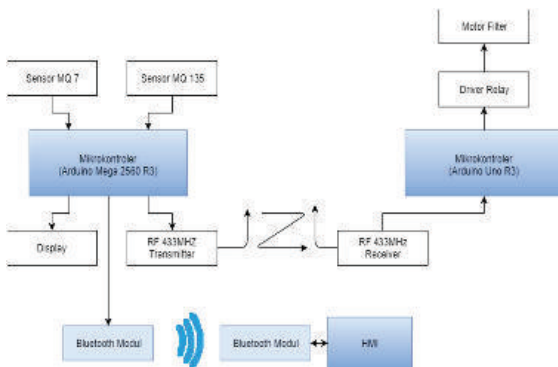 Motor Filter
Sensor MQ 7
Sensor MQ 135
Driver Relay
Mikrokontroler
(Arduino Mega 2560 R3)
Mikrokontroler
(Arduino Uno R3)
Display
RF 433MHZ
Transmitter
RF 433MHz
Receiver
Bluetooth Modul
Bluetooth Modul
HMI